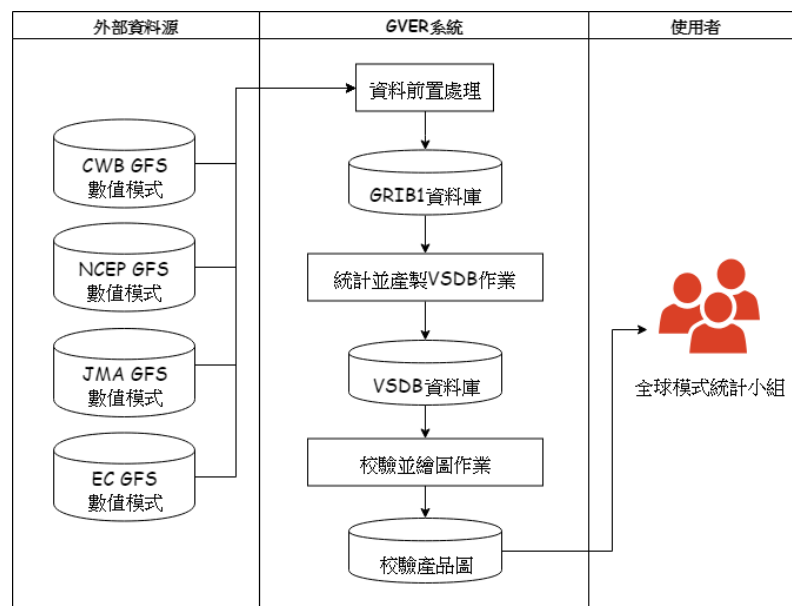 外部資料源
GVER系統
使用者
CWB GFS
數值模式
NCEP GFS
數值模式
JMA GFS
數值模式
EC GFS
數值模式
資料前置處理
GRIB1資料庫
統計並產製VSDB作業
VSDB資料庫
校驗並繪圖作業
校驗產品圖
全球模式統計小組